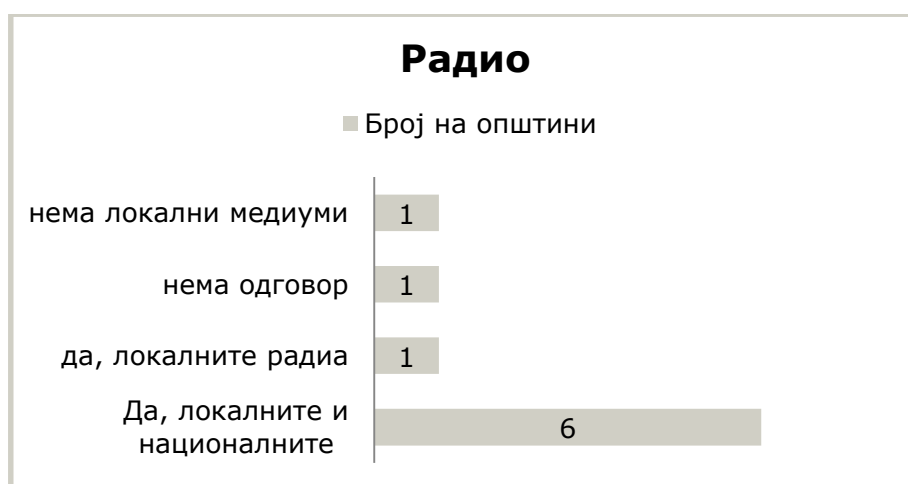 Радио
Број на општини
нема локални медиуми 1
нема одговор 1
да, локалните радиа 1
Да, локалните и
националните 6